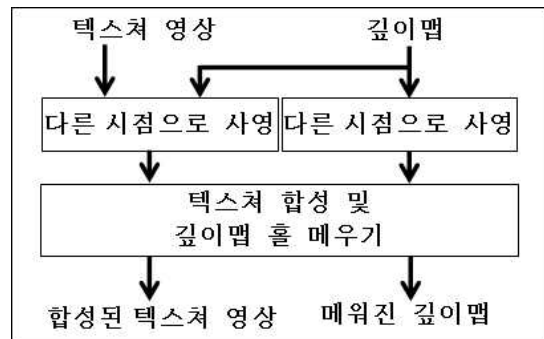 텍스쳐 영상
깊이맵
다른 시점으로 사영
다른 시점으로 사영
텍스쳐 합성 및
깊이맵 홀 메우기
합성된 텍스쳐 영상
메워진 깊이맵